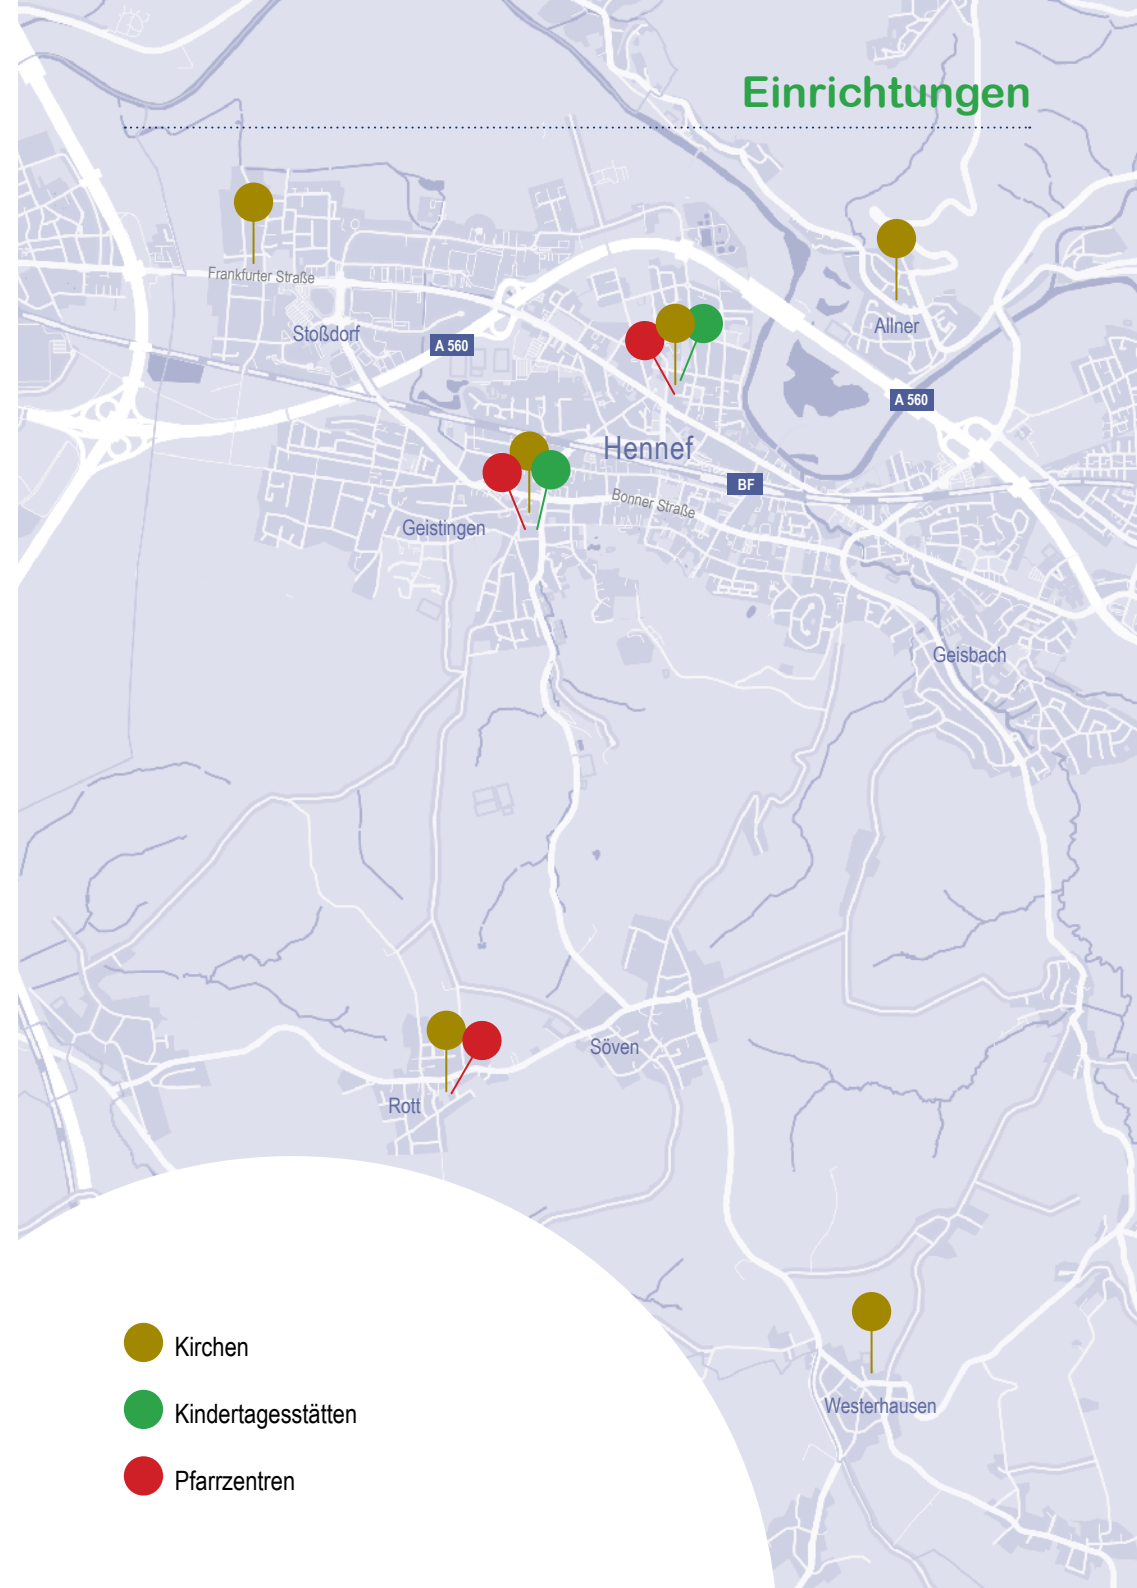 Einrichtungen
Frankfurter Straße
Stoßdorf
A 560
Allner
A 560
Hennef
BF
Bonner Straße
Geistingen
Geisbach
Söven
Rott
Westerhausen
Kirchen
Kindertagesstätten
Pfarrzentren